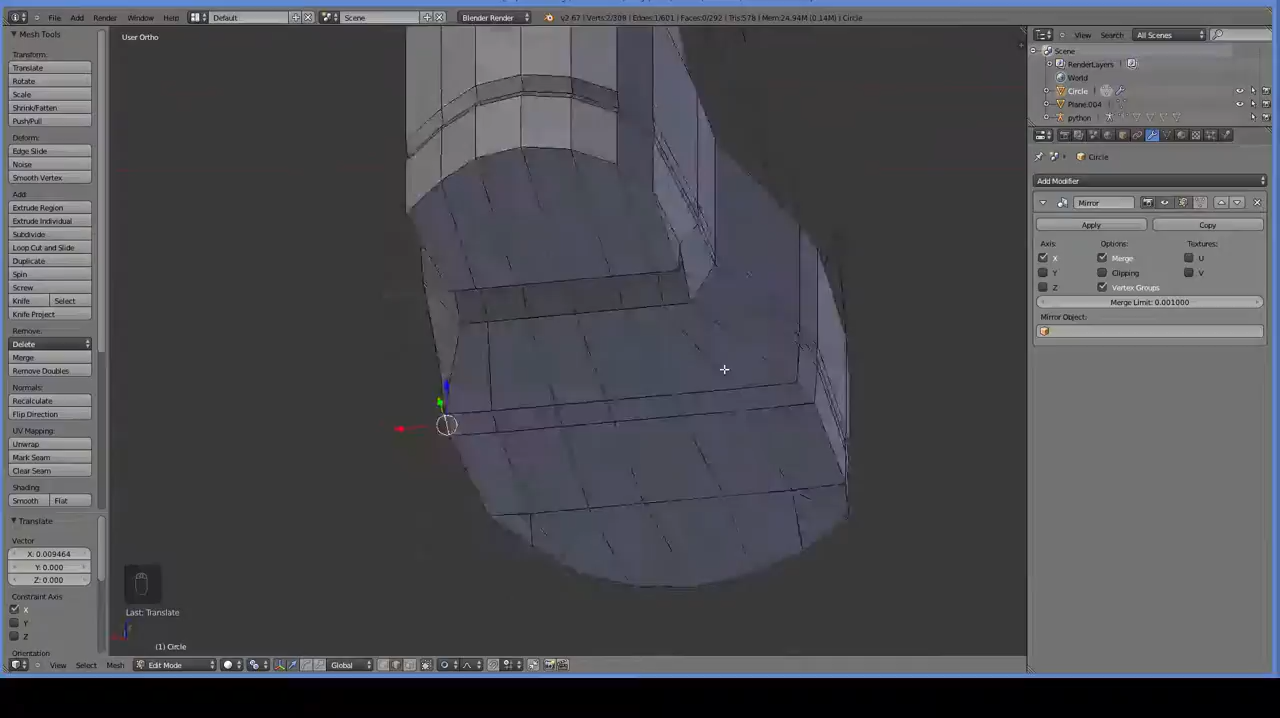 File Add Render Window Help Default Scene Blender Render v2.67 | Verts:2/309 | Edges:1/601 | Faces:0/292 | Tris:578 | Mem:24.94M (0.14M) | Circle
Mesh Tools
User Ortho
View Search All Scenes
Transform:
Translate
Rotate
Scale
Shrink/Fatten
Push/Pull
Deform:
Edge Slide
Noise
Smooth Vertex
Add:
Extrude Region
Extrude Individual
Subdivide
Loop Cut and Slide
Duplicate
Spin
Screw
Knife Select
Knife Project
Remove:
Delete
Merge
Remove Doubles
Normals:
Recalculate
Flip Direction
UV Mapping:
Unwrap
Mark Seam
Clear Seam
Shading:
Smooth Flat
Translate
Vector
X: 0.009464
Y: 0.000
Z: 0.000
Constraint Axis
X
Y
Z
Orientation
Last: Translate
(1) Circle
View Select Mesh Edit Mode Global
Scene
RenderLayers
World
Circle
Plane.004
python
Circle
Add Modifier
Mirror
Apply Copy
Axis: Options: Textures:
X Merge U
Y Clipping V
Z Vertex Groups
Merge Limit: 0.001000
Mirror Object: